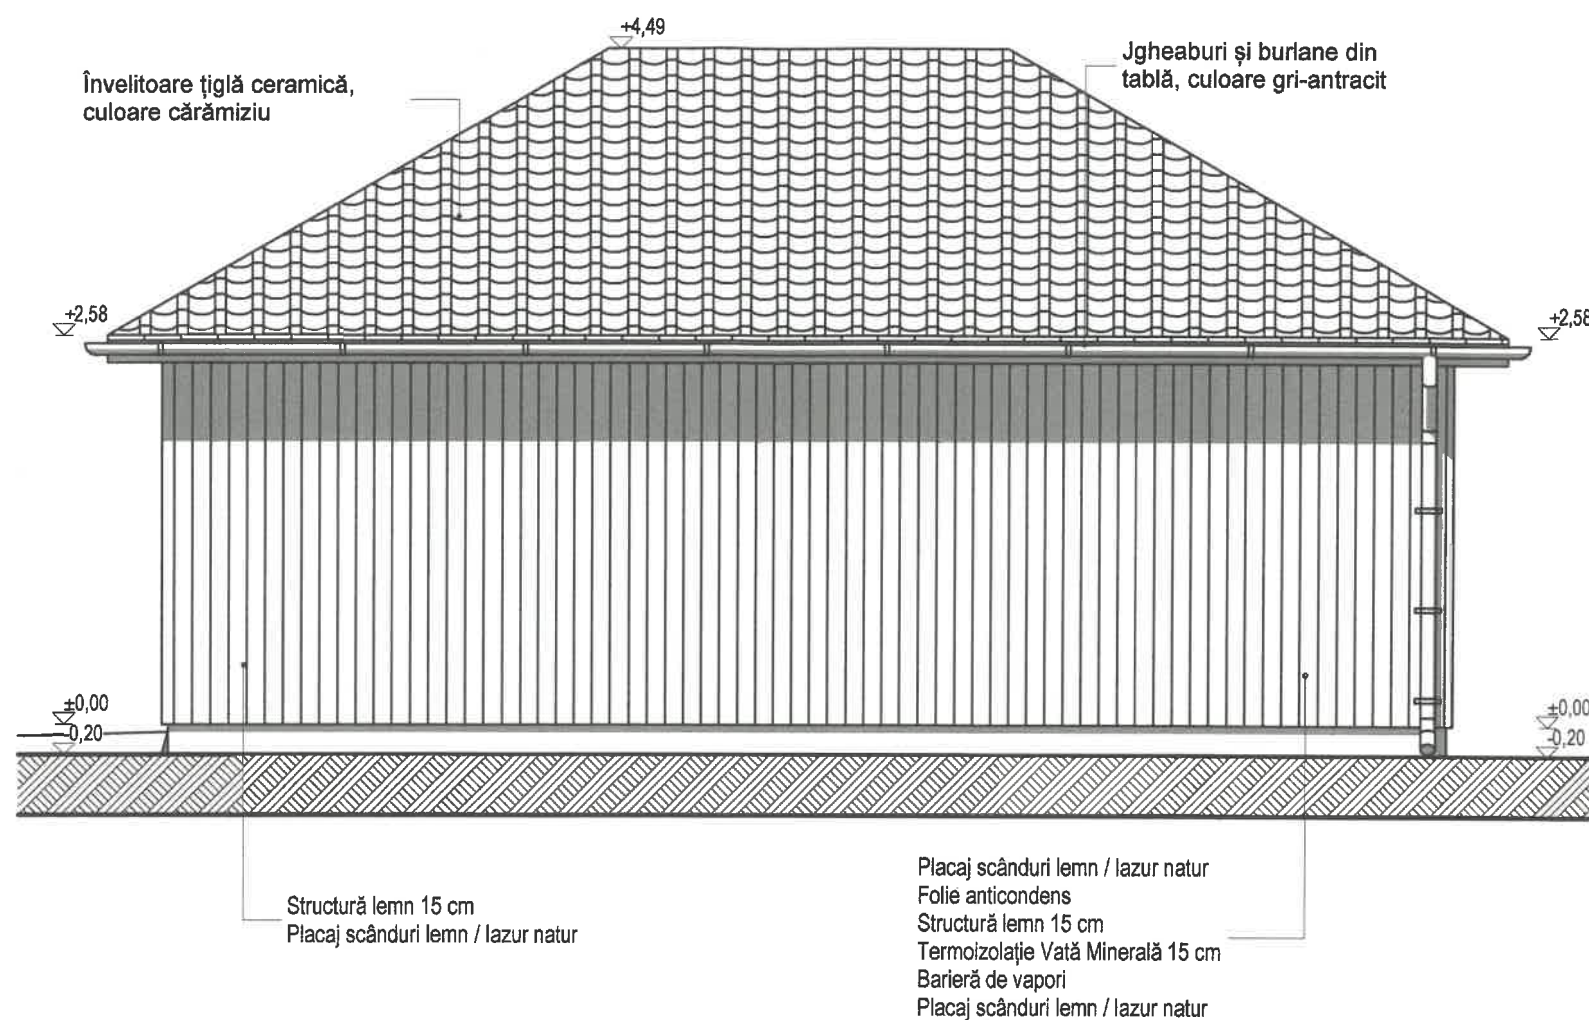 +4,49
Învelitoare țiglă ceramică,
culoare cărămiziu
Jgheaburi și burlane din
tablă, culoare gri-antracit
+2,58
+2,58
±0,00
-0,20
±0,00
-0,20
Structură lemn 15 cm
Placaj scânduri lemn / lazur natur
Placaj scânduri lemn / lazur natur
Folie anticondens
Structură lemn 15 cm
Termoizolație Vată Minerală 15 cm
Barieră de vapori
Placaj scânduri lemn / lazur natur